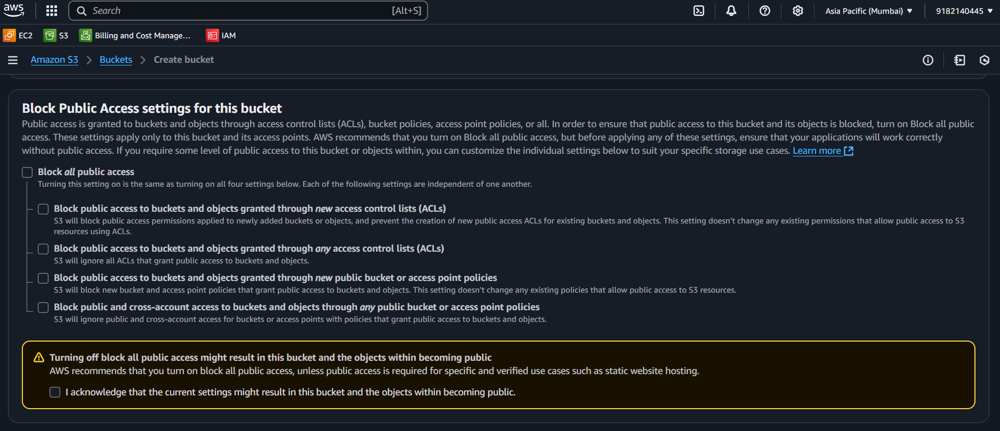 aws
Search [Alt+S]
Asia Pacific (Mumbai)
9182140445
EC2
S3
Billing and Cost Manage...
IAM
Amazon S3
Buckets
Create bucket
Block Public Access settings for this bucket
Public access is granted to buckets and objects through access control lists (ACLs), bucket policies, access point policies, or all. In order to ensure that public access to this bucket and its objects is blocked, turn on Block all public
access. These settings apply only to this bucket and its access points. AWS recommends that you turn on Block all public access, but before applying any of these settings, ensure that your applications will work correctly
without public access. If you require some level of public access to this bucket or objects within, you can customize the individual settings below to suit your specific storage use cases. Learn more
Block all public access
Turning this setting on is the same as turning on all four settings below. Each of the following settings are independent of one another.
Block public access to buckets and objects granted through new access control lists (ACLs)
S3 will block public access permissions applied to newly added buckets or objects, and prevent the creation of new public access ACLs for existing buckets and objects. This setting doesn't change any existing permissions that allow public access to S3
resources using ACLs.
Block public access to buckets and objects granted through any access control lists (ACLs)
S3 will ignore all ACLs that grant public access to buckets and objects.
Block public access to buckets and objects granted through new public bucket or access point policies
S3 will block new bucket and access point policies that grant public access to buckets and objects. This setting doesn't change any existing policies that allow public access to S3 resources.
Block public and cross-account access to buckets and objects through any public bucket or access point policies
S3 will ignore public and cross-account access for buckets or access points with policies that grant public access to buckets and objects.
Turning off block all public access might result in this bucket and the objects within becoming public
AWS recommends that you turn on block all public access, unless public access is required for specific and verified use cases such as static website hosting.
I acknowledge that the current settings might result in this bucket and the objects within becoming public.